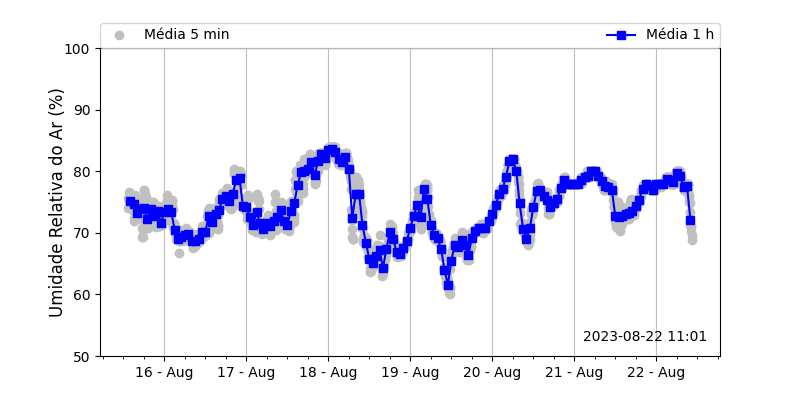 Média 5 min
Média 1 h
100
90
80
70
60
50
Umidade Relativa do Ar (%)
2023-08-22 11:01
16 - Aug
17 - Aug
18 - Aug
19 - Aug
20 - Aug
21 - Aug
22 - Aug